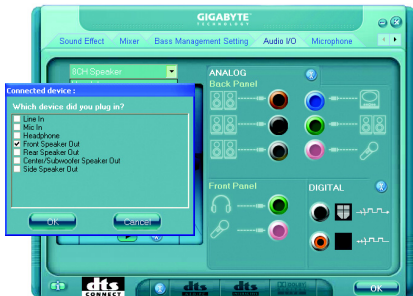 GIGABYTE
TECHNOLOGY
Sound Effect
Mixer
Bass Management Setting
Audio I/O
Microphone
8CH Speaker
ANALOG
Back Panel
Connected device :
Which device did you plug in?
Line In
Mic In
Headphone
Front Speaker Out
Rear Speaker Out
Center/Subwoofer Speaker Out
Side Speaker Out
OK
Cancel
Front Panel
DIGITAL
dts
CONNECT
dts
dts
OK